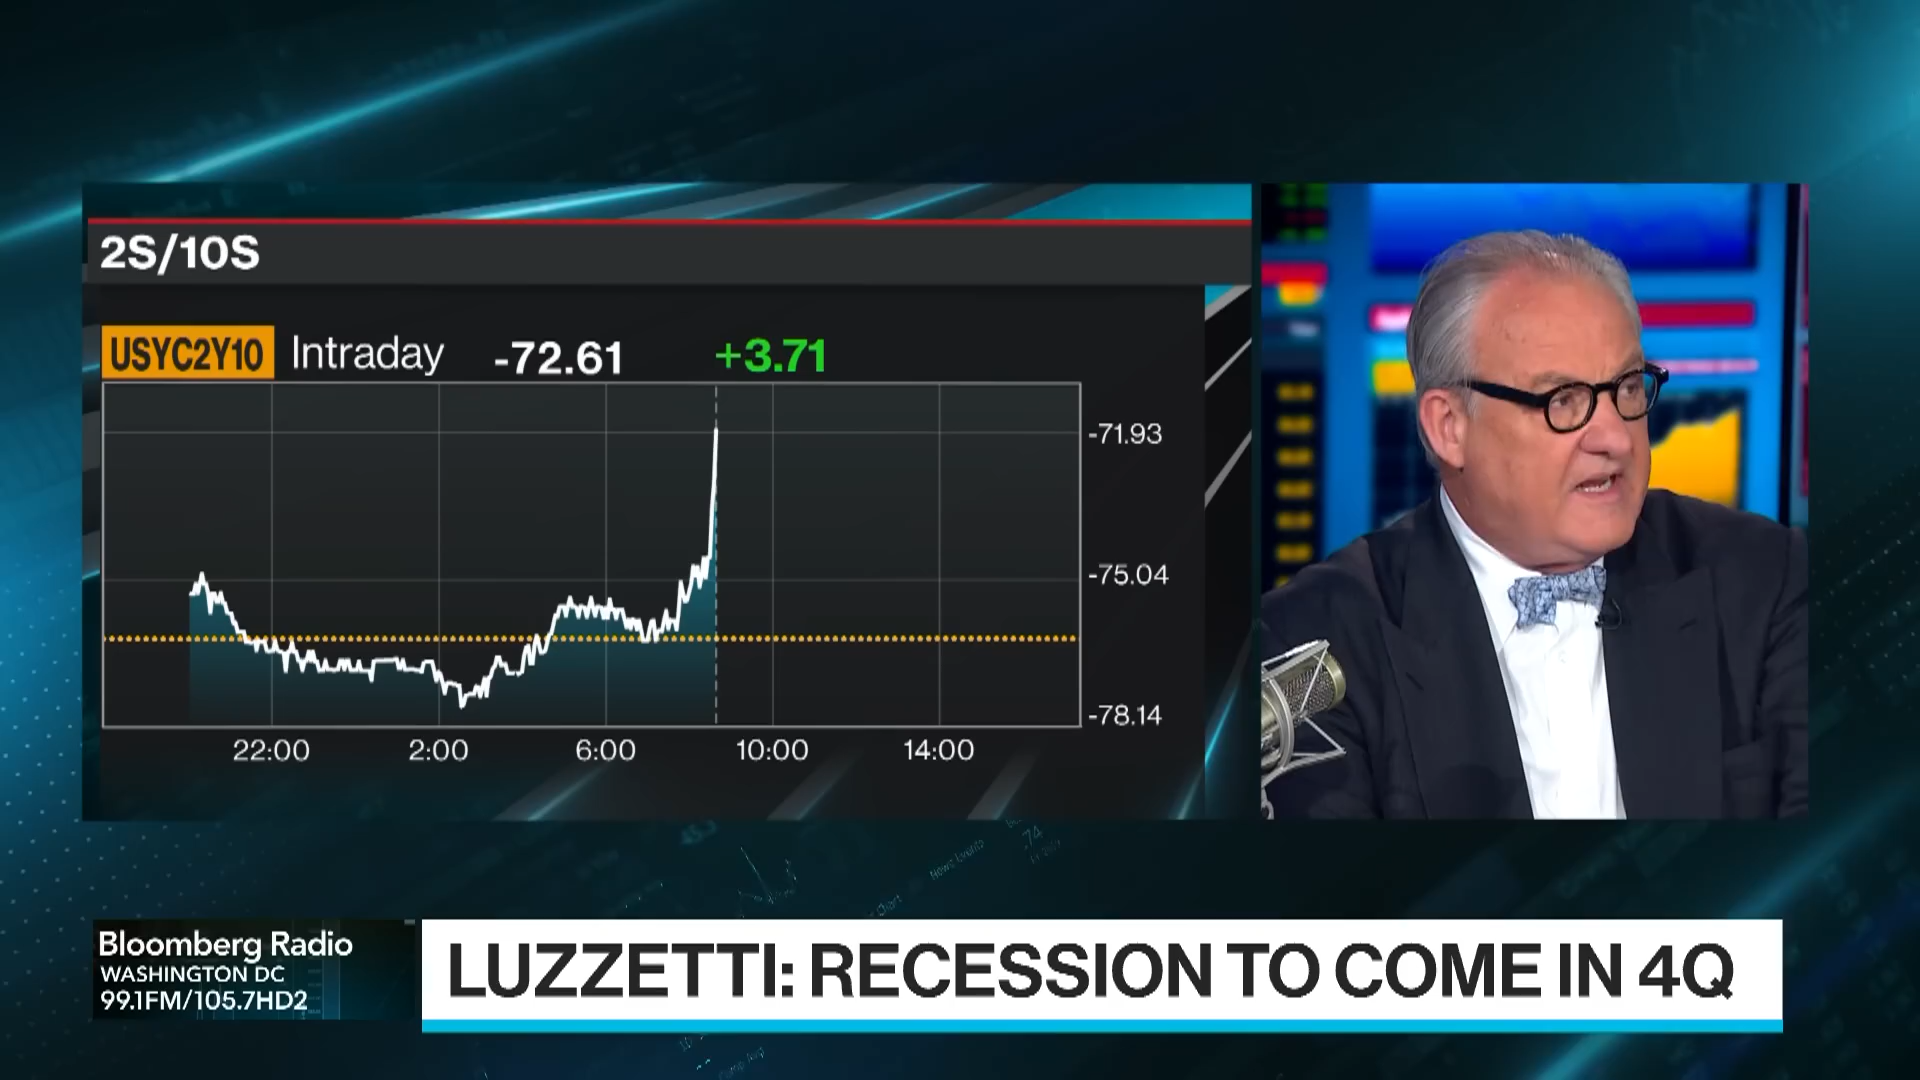 2S/10S
USYC2Y10 Intraday -72.61 +3.71
-71.93
-75.04
-78.14
22:00 2:00 6:00 10:00 14:00
Bloomberg Radio
WASHINGTON DC
99.1FM/105.7HD2
LUZZETTI: RECESSION TO COME IN 4Q